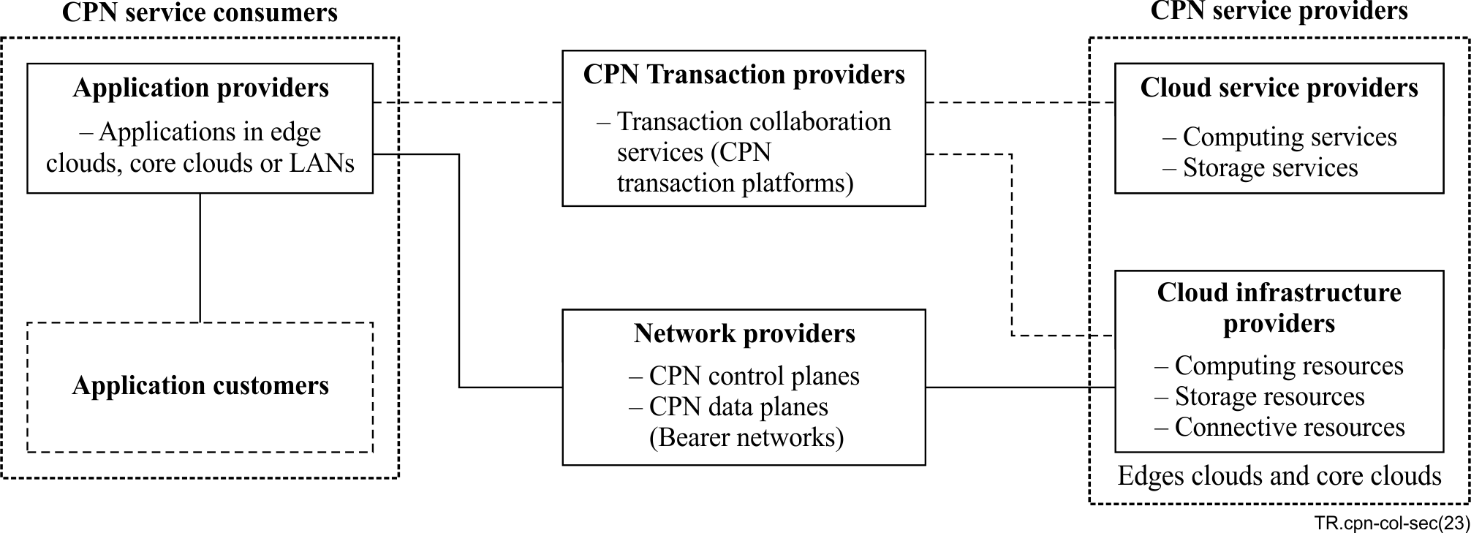 CPN service consumers
Application providers
– Applications in edge
clouds, core clouds or LANs
Application customers
CPN Transaction providers
– Transaction collaboration
services (CPN
transaction platforms)
Network providers
– CPN control planes
– CPN data planes
(Bearer networks)
CPN service providers
Cloud service providers
– Computing services
– Storage services
Cloud infrastructure
providers
– Computing resources
– Storage resources
– Connective resources
Edges clouds and core clouds
TR.cpn-col-sec(23)